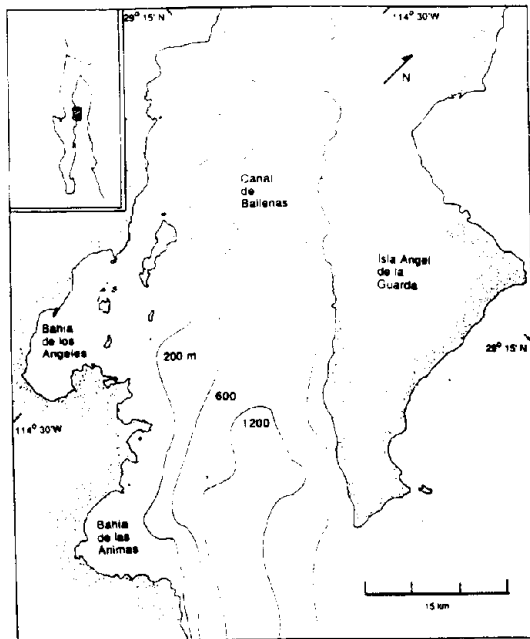 29° 15' N
114° 30'
N
Canal
de
Ballenas
Isla Angel
de la
Guarda
Bahia
de los
Angeles
200 m
28° 15' N
600
114° 30'W
1200
Bahia
de las
Animas
15 km